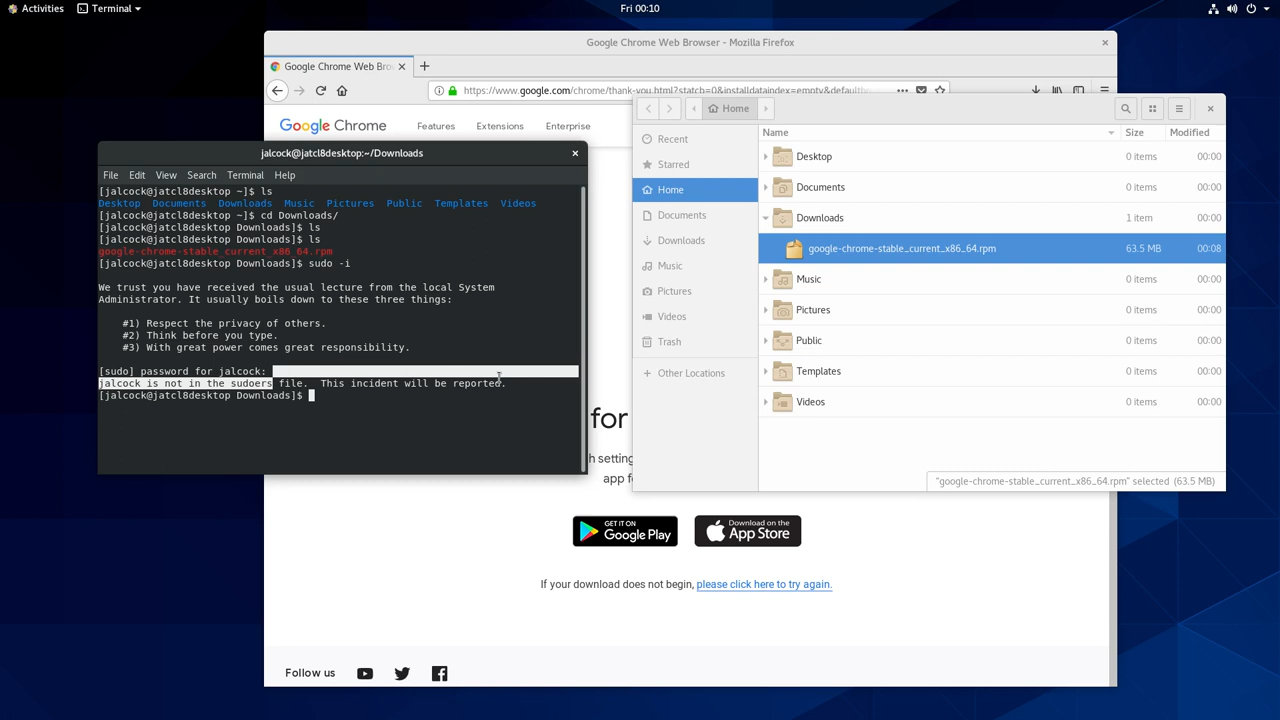 Activities
Terminal
Fri 00:10
Google Chrome Web Browser - Mozilla Firefox
Google Chrome Web Bro
https://www.google.com/chrome/thank-you.html?statcb=0&installdataindex=empty&defaultb
Google Chrome
Features
Extensions
Enterprise
jalcock@jatcl8desktop:~/Downloads
File Edit View Search Terminal Help
[jalcock@jatcl8desktop ~]$ ls
Desktop Documents Downloads Music Pictures Public Templates Videos
[jalcock@jatcl8desktop ~]$ cd Downloads/
[jalcock@jatcl8desktop Downloads]$ ls
[jalcock@jatcl8desktop Downloads]$ ls
google-chrome-stable_current_x86_64.rpm
[jalcock@jatcl8desktop Downloads]$ sudo -i
We trust you have received the usual lecture from the local System
Administrator. It usually boils down to these three things:
#1) Respect the privacy of others.
#2) Think before you type.
#3) With great power comes great responsibility.
[sudo] password for jalcock:
jalcock is not in the sudoers file.  This incident will be reported.
[jalcock@jatcl8desktop Downloads]$
Home
Recent
Starred
Home
Documents
Downloads
Music
Pictures
Videos
Trash
Other Locations
Name Size Modified
Desktop 0 items 00:00
Documents 0 items 00:00
Downloads 1 item 00:00
google-chrome-stable_current_x86_64.rpm 63.5 MB 00:08
Music 0 items 00:00
Pictures 0 items 00:00
Public 0 items 00:00
Templates 0 items 00:00
Videos 0 items 00:00
"google-chrome-stable_current_x86_64.rpm" selected (63.5 MB)
for
h setting
app fo
GET IT ON
Google Play
Download on the
App Store
If your download does not begin, please click here to try again.
Follow us